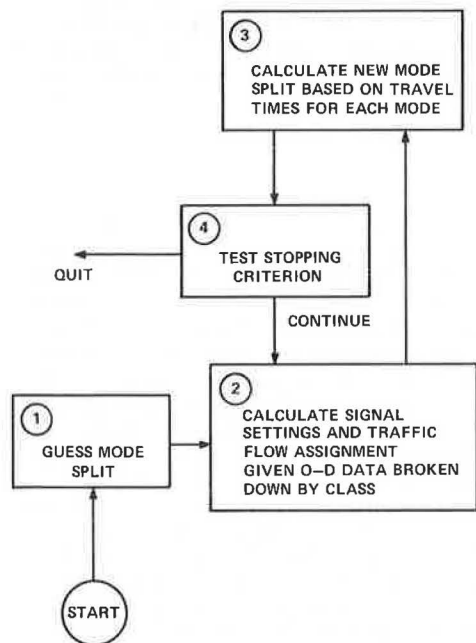 3
CALCULATE NEW MODE
SPLIT BASED ON TRAVEL
TIMES FOR EACH MODE
4
TEST STOPPING
CRITERION
QUIT
CONTINUE
1
GUESS MODE
SPLIT
2
CALCULATE SIGNAL
SETTINGS AND TRAFFIC
FLOW ASSIGNMENT
GIVEN O–D DATA BROKEN
DOWN BY CLASS
START